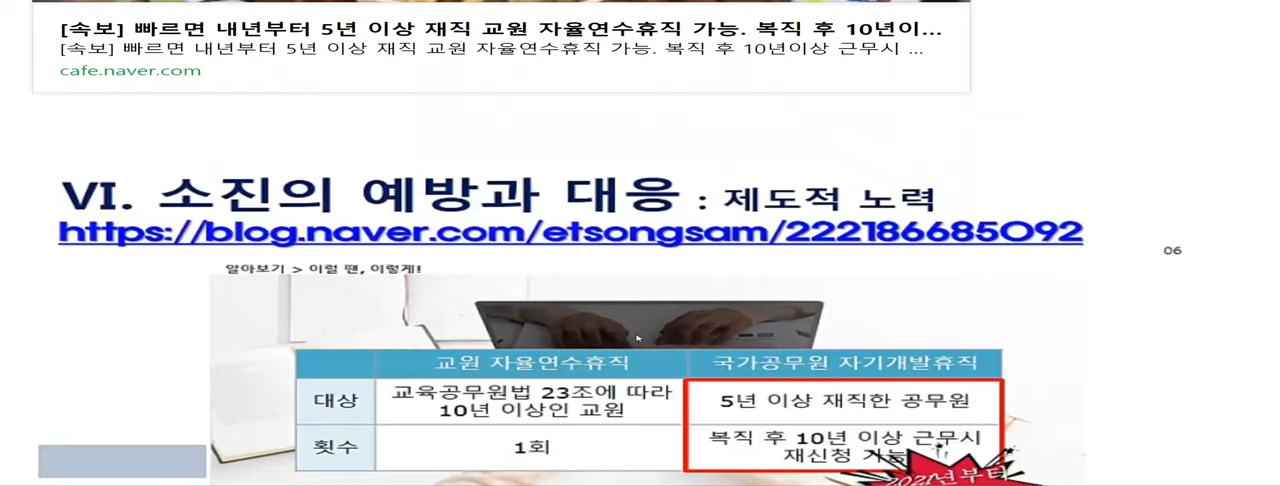 [속보] 빠르면 내년부터 5년 이상 재직 교원 자율연수휴직 가능. 복직 후 10년이...
[속보] 빠르면 내년부터 5년 이상 재직 교원 자율연수휴직 가능. 복직 후 10년이상 근무시 ...
cafe.naver.com
VI. 소진의 예방과 대응 : 제도적 노력
https://blog.naver.com/etsongsam/222186685092
06
알아보기 > 이럴 땐, 이렇게!
교원 자율연수휴직 국가공무원 자기개발휴직
대상 교육공무원법 23조에 따라 10년 이상인 교원 5년 이상 재직한 공무원
횟수 1회 복직 후 10년 이상 근무시 재신청 가능
2021년부터